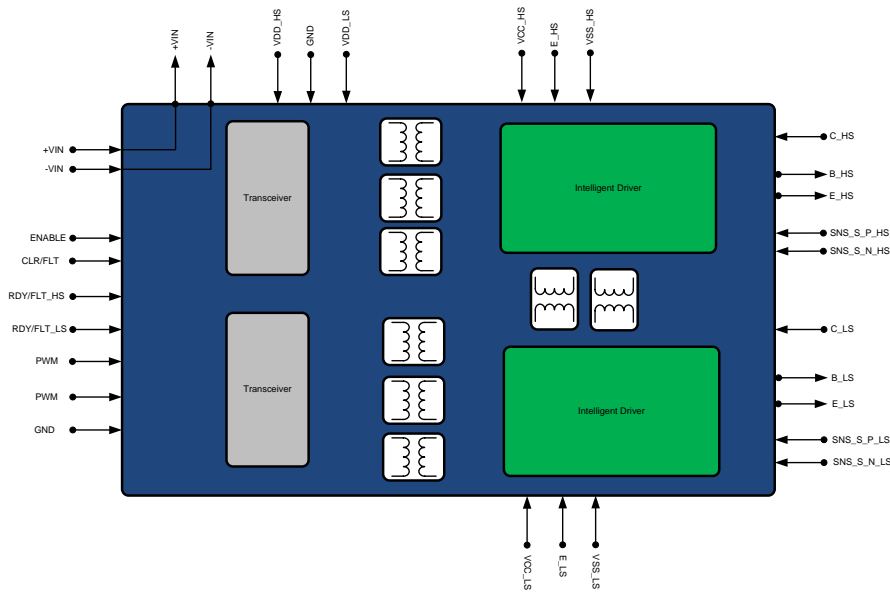 +VIN
-VIN
VDD_HS
GND
VDD_LS
VCC_HS
E_HS
VSS_HS
+VIN
-VIN
ENABLE
CLR/FLT
RDY/FLT_HS
RDY/FLT_LS
PWM
PWM
GND
Transceiver
Transceiver
Intelligent Driver
Intelligent Driver
C_HS
B_HS
E_HS
SNS_S_P_HS
SNS_S_N_HS
C_LS
B_LS
E_LS
SNS_S_P_LS
SNS_S_N_LS
VCC_LS
E_LS
VSS_LS